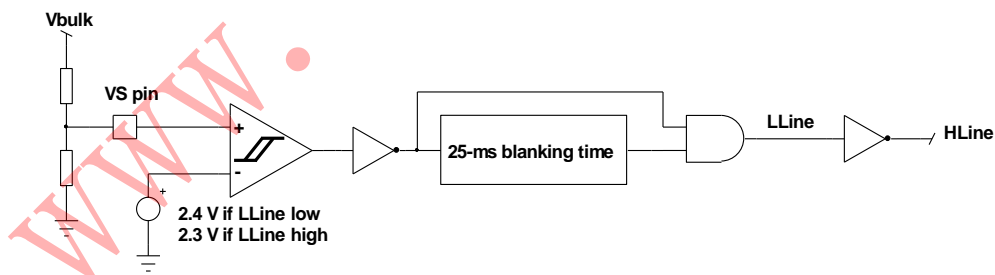 Vbulk
VS pin
+
-
+
2.4 V if LLine low
2.3 V if LLine high
25-ms blanking time
LLine
HLine
www.